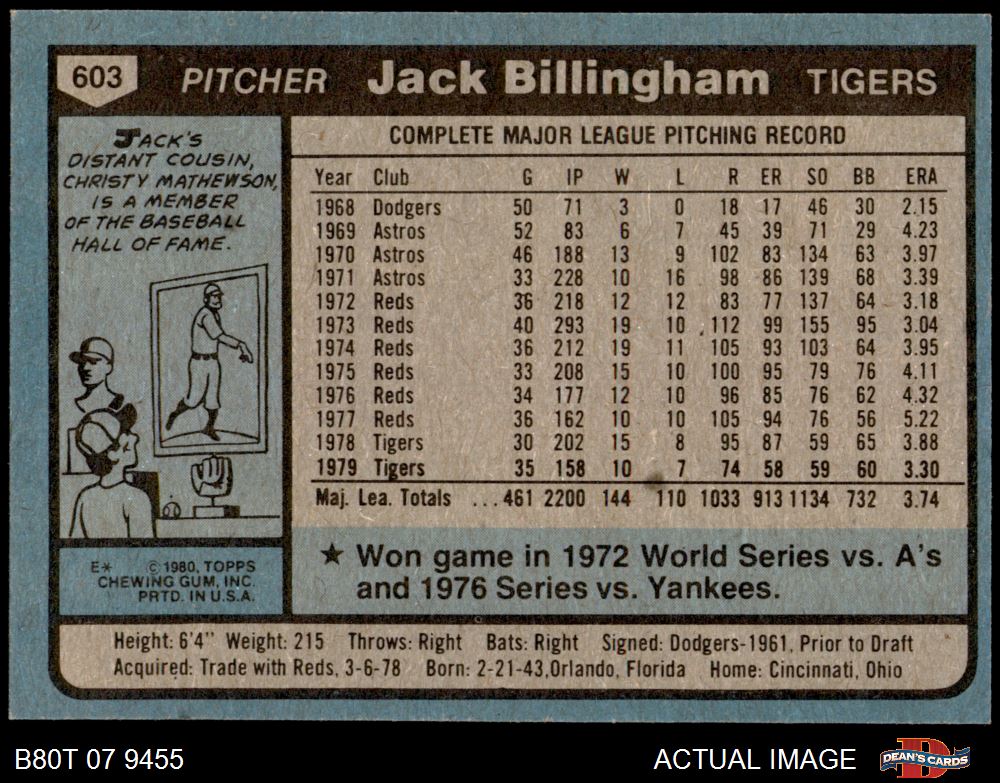 603 PITCHER Jack Billingham TIGERS
JACK'S
DISTANT COUSIN,
CHRISTY MATHEWSON,
IS A MEMBER
OF THE BASEBALL
HALL OF FAME.
E* © 1980, TOPPS
CHEWING GUM, INC.
PRTD. IN U.S.A.
COMPLETE MAJOR LEAGUE PITCHING RECORD
Year Club G IP W L R ER SO BB ERA
1968 Dodgers 50 71 3 0 18 17 46 30 2.15
1969 Astros 52 83 6 7 45 39 71 29 4.23
1970 Astros 46 188 13 9 102 83 134 63 3.97
1971 Astros 33 228 10 16 98 86 139 68 3.39
1972 Reds 36 218 12 12 83 77 137 64 3.18
1973 Reds 40 293 19 10 112 99 155 95 3.04
1974 Reds 36 212 19 11 105 93 103 64 3.95
1975 Reds 33 208 15 10 100 95 79 76 4.11
1976 Reds 34 177 12 10 96 85 76 62 4.32
1977 Reds 36 162 10 10 105 94 76 56 5.22
1978 Tigers 30 202 15 8 95 87 59 65 3.88
1979 Tigers 35 158 10 7 74 58 59 60 3.30
Maj. Lea. Totals ...461 2200 144 110 1033 913 1134 732 3.74
★ Won game in 1972 World Series vs. A's
and 1976 Series vs. Yankees.
Height: 6'4" Weight: 215 Throws: Right Bats: Right Signed: Dodgers-1961, Prior to Draft
Acquired: Trade with Reds, 3-6-78 Born: 2-21-43,Orlando, Florida Home: Cincinnati, Ohio
B80T 07 9455 ACTUAL IMAGE DEAN'S CARDS